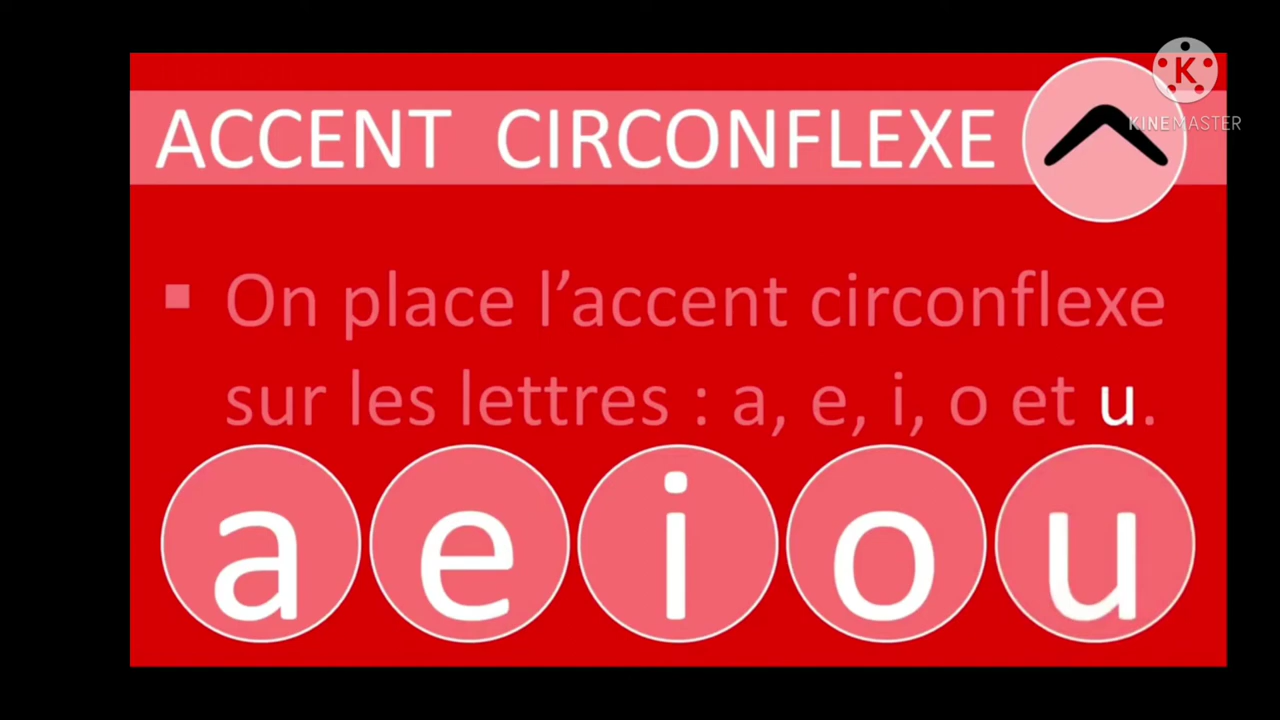 ACCENT CIRCONFLEXE
K
KINEMASTER
▪ On place l’accent circonflexe
sur les lettres : a, e, i, o et u.
a e i o u